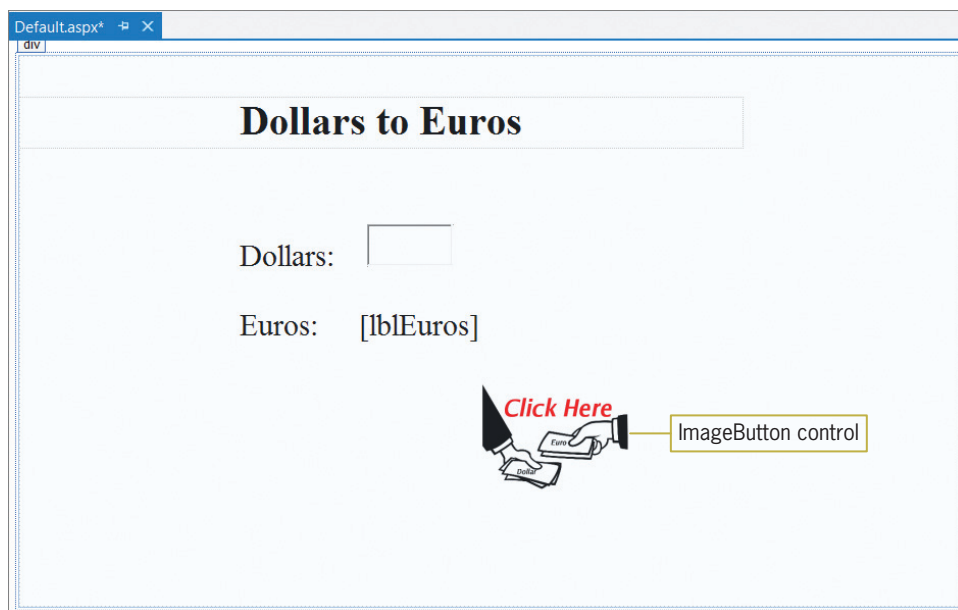 Default.aspx*
div
Dollars to Euros
Dollars:
Euros: [lblEuros]
Click Here
Euro
Dollar
ImageButton control